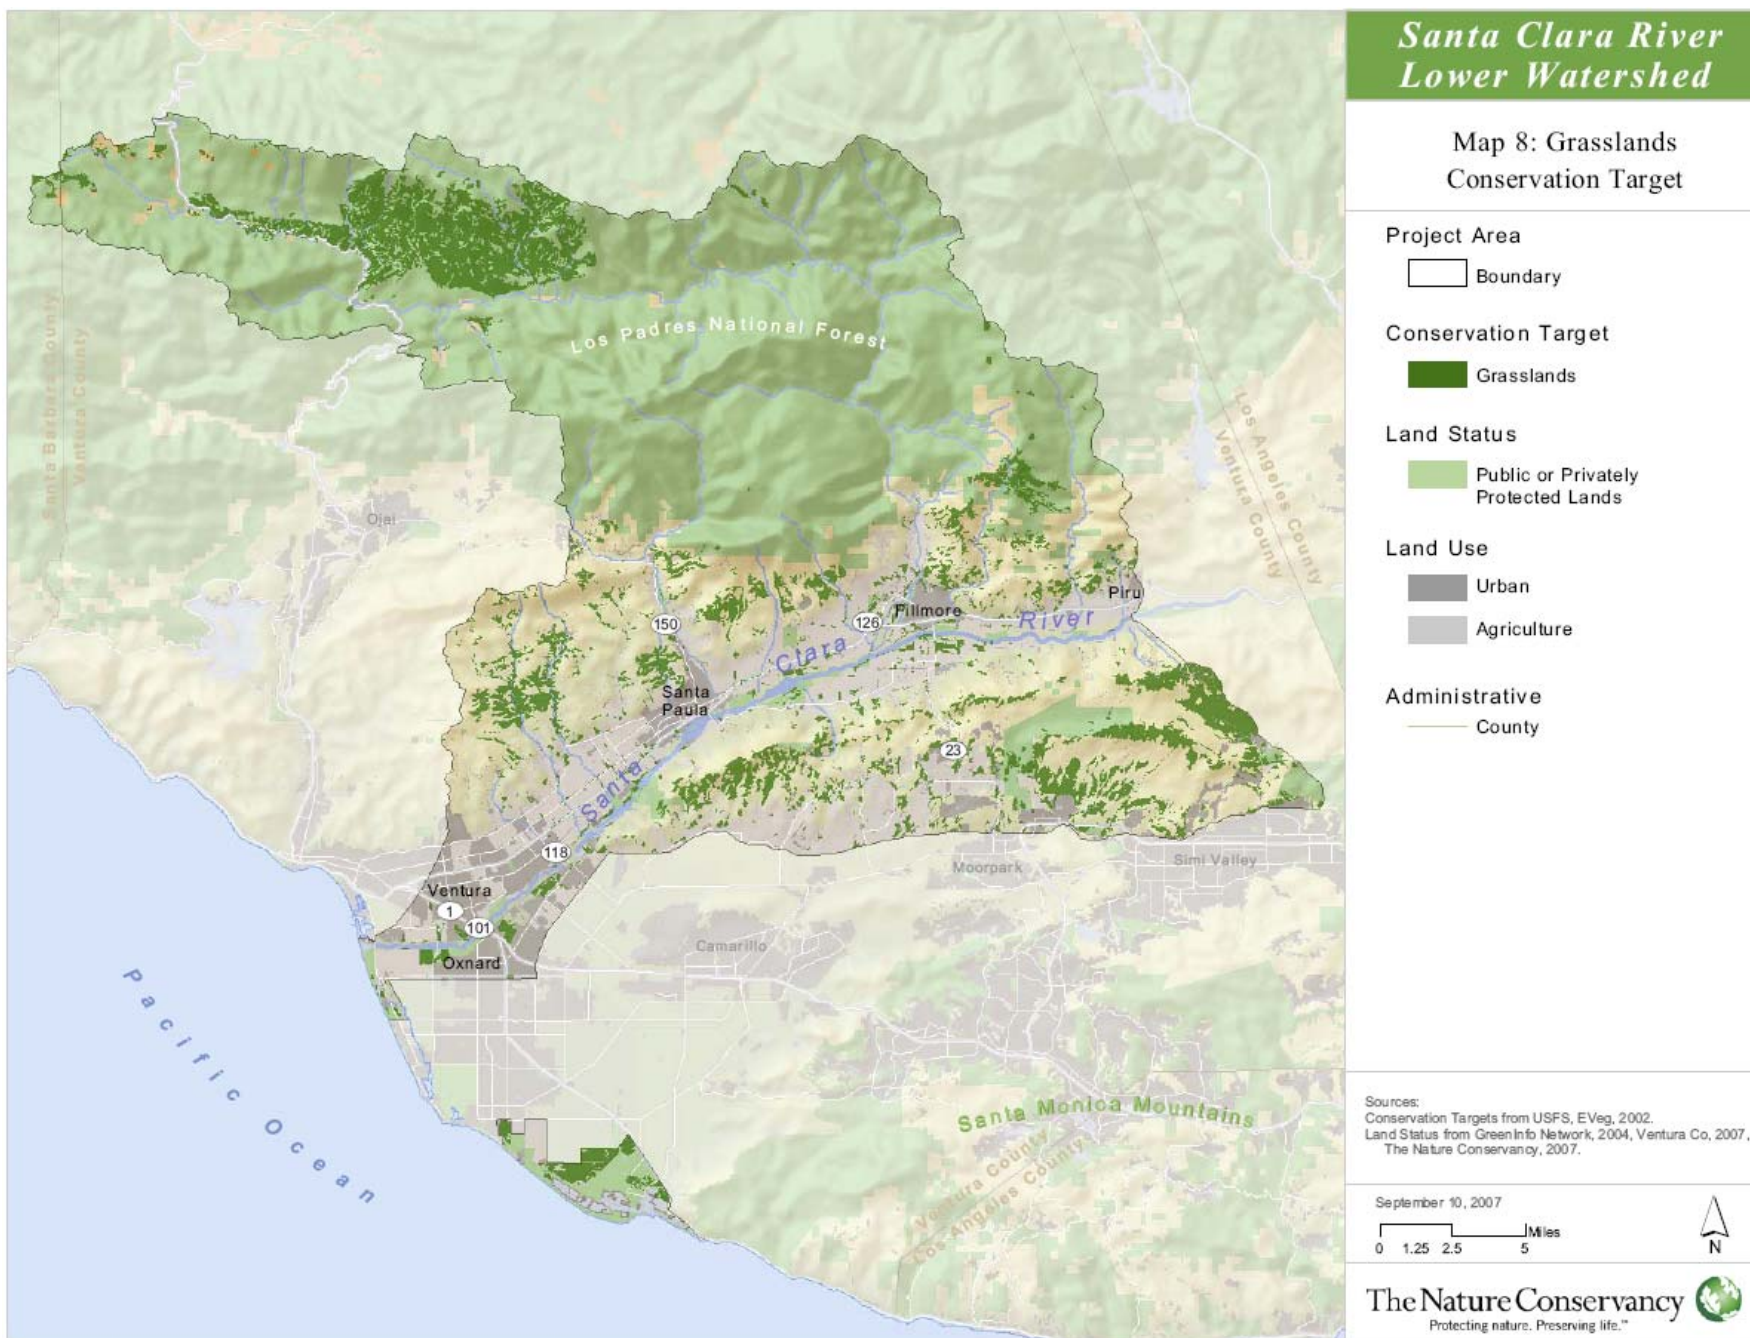 Santa Clara River
Lower Watershed
Map 8: Grasslands
Conservation Target
Project Area
Boundary
Conservation Target
Grasslands
Land Status
Public or Privately
Protected Lands
Land Use
Urban
Agriculture
Administrative
County
Sources:
Conservation Targets from USFS, EVeg, 2002.
Land Status from GreenInfo Network, 2004, Ventura Co, 2007,
The Nature Conservancy, 2007.
September 10, 2007
Miles
0 1.25 2.5 5
N
The Nature Conservancy
Protecting nature. Preserving life.™
Los Padres National Forest
Santa Barbara County
Ventura County
Los Angeles County
Ventura County
Ojai
150
126
Fillmore
Piru
Santa Clara River
Santa
Paula
23
118
Ventura
1
101
Oxnard
Moorpark
Simi Valley
Camarillo
Pacific Ocean
Santa Monica Mountains
Ventura County
Los Angeles County